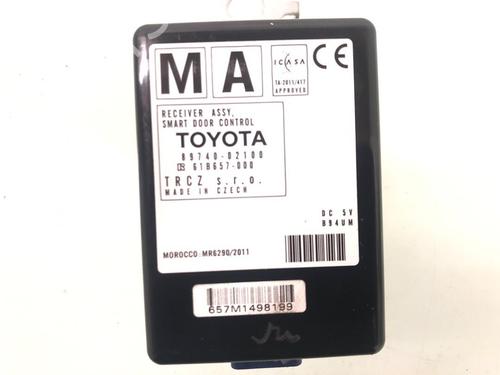 MA
ICASA
TA-2011/417
APPROVED
CE
RECEIVER ASSY,
SMART DOOR CONTROL
TOYOTA
89740-02100
61B657-000
TRCZ s.r.o.
MADE IN CZECH
DC 5V
B94UM
MOROCCO:MR6290/2011
657M1498199